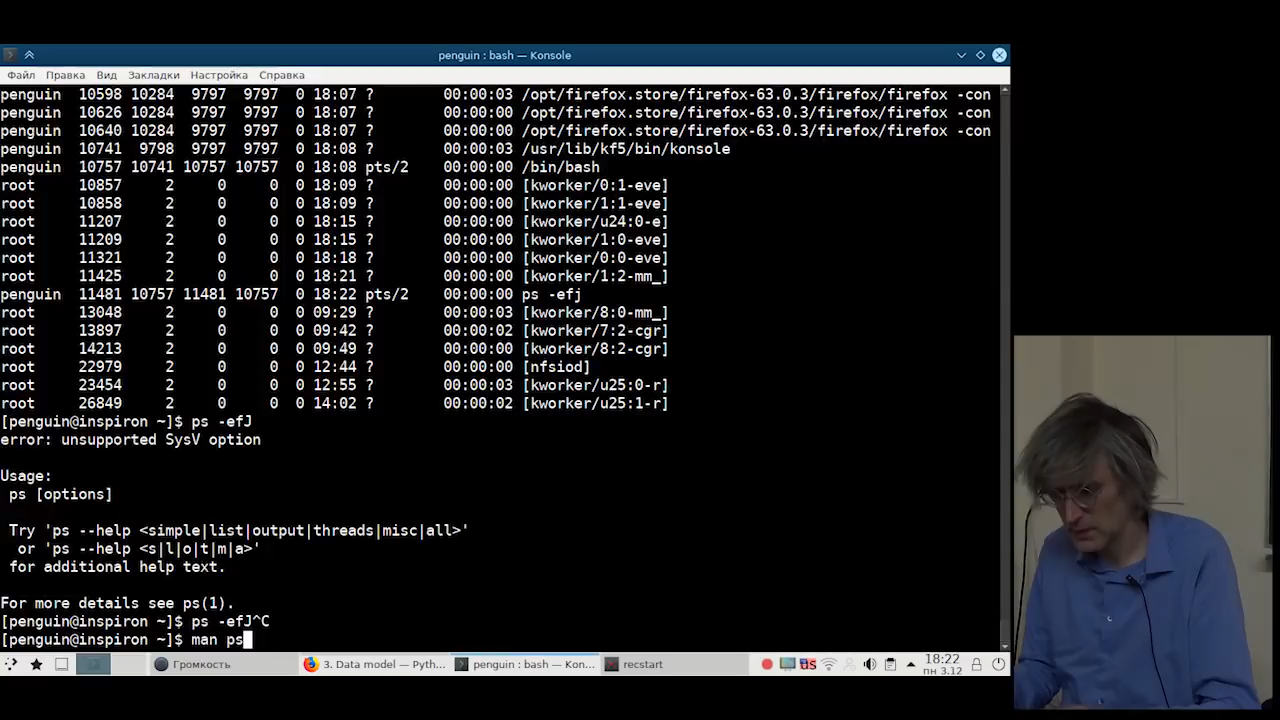 penguin : bash — Konsole
Файл Правка Вид Закладки Настройка Справка
penguin 10598 10284 9797 9797 0 18:07 ? 00:00:03 /opt/firefox.store/firefox-63.0.3/firefox/firefox -con
penguin 10626 10284 9797 9797 0 18:07 ? 00:00:00 /opt/firefox.store/firefox-63.0.3/firefox/firefox -con
penguin 10640 10284 9797 9797 0 18:07 ? 00:00:00 /opt/firefox.store/firefox-63.0.3/firefox/firefox -con
penguin 10741 9798 9797 9797 0 18:08 ? 00:00:03 /usr/lib/kf5/bin/konsole
penguin 10757 10741 10757 10757 0 18:08 pts/2 00:00:00 /bin/bash
root 10857 2 0 0 0 18:09 ? 00:00:00 [kworker/0:1-eve]
root 10858 2 0 0 0 18:09 ? 00:00:00 [kworker/1:1-eve]
root 11207 2 0 0 0 18:15 ? 00:00:00 [kworker/u24:0-e]
root 11209 2 0 0 0 18:15 ? 00:00:00 [kworker/1:0-eve]
root 11321 2 0 0 0 18:18 ? 00:00:00 [kworker/0:0-eve]
root 11425 2 0 0 0 18:21 ? 00:00:00 [kworker/1:2-mm_]
penguin 11481 10757 11481 10757 0 18:22 pts/2 00:00:00 ps -efj
root 13048 2 0 0 0 09:29 ? 00:00:03 [kworker/8:0-mm_]
root 13897 2 0 0 0 09:42 ? 00:00:02 [kworker/7:2-cgr]
root 14213 2 0 0 0 09:49 ? 00:00:00 [kworker/8:2-cgr]
root 22979 2 0 0 0 12:44 ? 00:00:00 [nfsiod]
root 23454 2 0 0 0 12:55 ? 00:00:03 [kworker/u25:0-r]
root 26849 2 0 0 0 14:02 ? 00:00:02 [kworker/u25:1-r]
[penguin@inspiron ~]$ ps -efJ
error: unsupported SysV option
Usage:
ps [options]
Try 'ps --help <simple|list|output|threads|misc|all>'
or 'ps --help <s|l|o|t|m|a>'
for additional help text.
For more details see ps(1).
[penguin@inspiron ~]$ ps -efJ^C
[penguin@inspiron ~]$ man ps
Громкость
3. Data model — Pyth...
penguin : bash — Kon...
recstart
US
18:22
пн 3.12